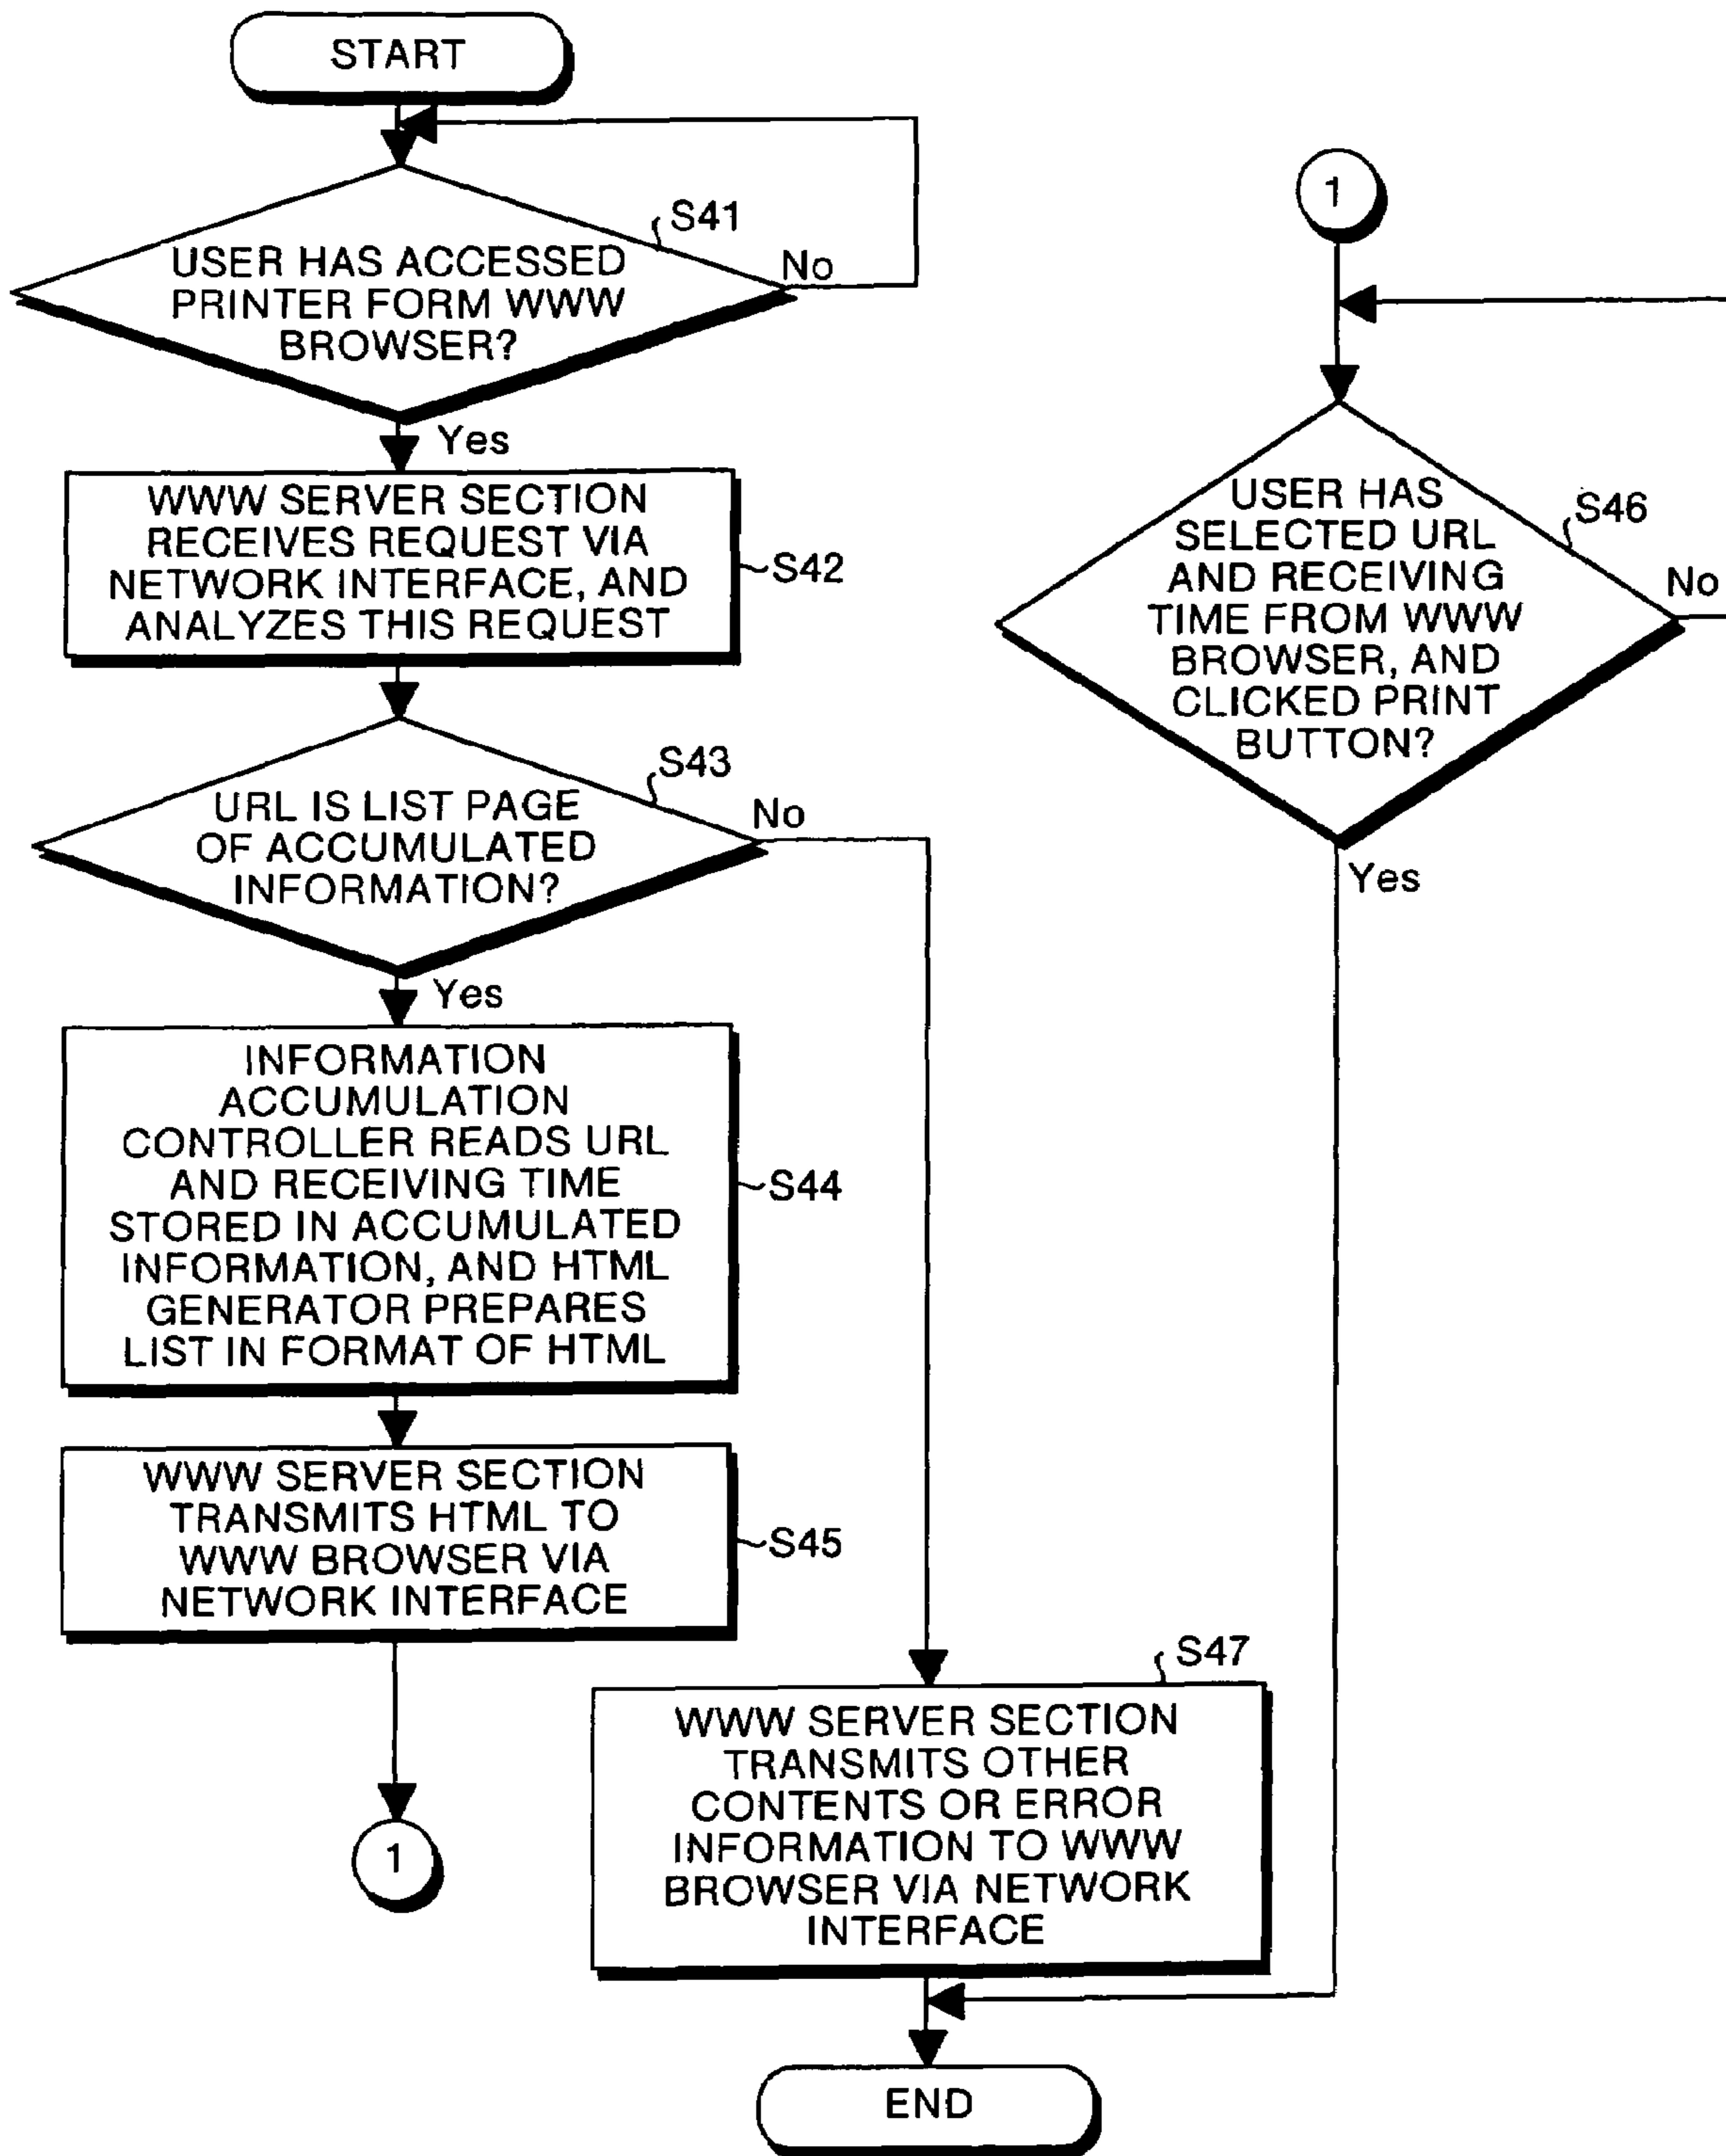 START
S41
USER HAS ACCESSED
PRINTER FORM WWW
BROWSER?
No
Yes
WWW SERVER SECTION
RECEIVES REQUEST VIA
NETWORK INTERFACE, AND
ANALYZES THIS REQUEST
S42
S43
URL IS LIST PAGE
OF ACCUMULATED
INFORMATION?
No
Yes
INFORMATION
ACCUMULATION
CONTROLLER READS URL
AND RECEIVING TIME
STORED IN ACCUMULATED
INFORMATION, AND HTML
GENERATOR PREPARES
LIST IN FORMAT OF HTML
S44
WWW SERVER SECTION
TRANSMITS HTML TO
WWW BROWSER VIA
NETWORK INTERFACE
S45
1
1
USER HAS
SELECTED URL
AND RECEIVING
TIME FROM WWW
BROWSER, AND
CLICKED PRINT
BUTTON?
S46
No
Yes
S47
WWW SERVER SECTION
TRANSMITS OTHER
CONTENTS OR ERROR
INFORMATION TO WWW
BROWSER VIA NETWORK
INTERFACE
END